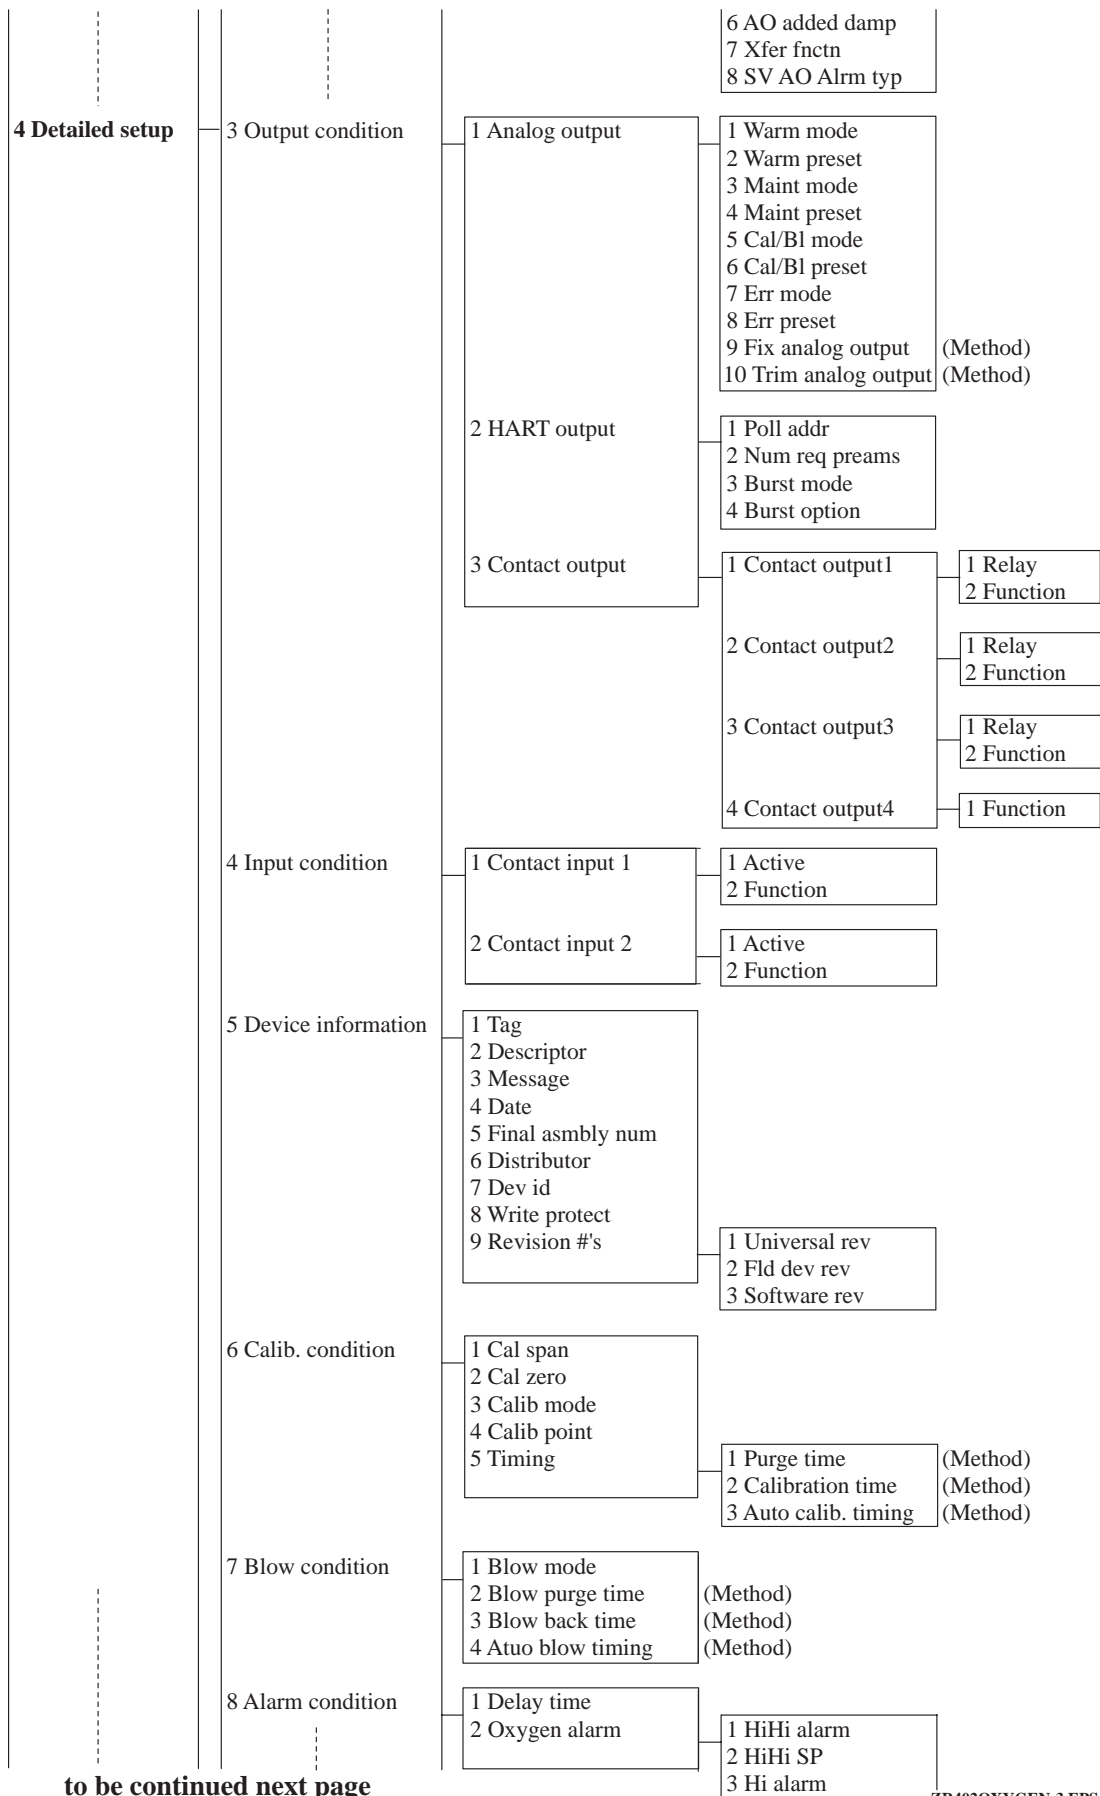 6 AO added damp
7 Xfer fnctn
8 SV AO Alrm typ
4 Detailed setup
3 Output condition
1 Analog output
1 Warm mode
2 Warm preset
3 Maint mode
4 Maint preset
5 Cal/Bl mode
6 Cal/Bl preset
7 Err mode
8 Err preset
9 Fix analog output (Method)
10 Trim analog output (Method)
2 HART output
1 Poll addr
2 Num req preams
3 Burst mode
4 Burst option
3 Contact output
1 Contact output1
1 Relay
2 Function
2 Contact output2
1 Relay
2 Function
3 Contact output3
1 Relay
2 Function
4 Contact output4
1 Function
4 Input condition
1 Contact input 1
1 Active
2 Function
2 Contact input 2
1 Active
2 Function
5 Device information
1 Tag
2 Descriptor
3 Message
4 Date
5 Final asmbly num
6 Distributor
7 Dev id
8 Write protect
9 Revision #'s
1 Universal rev
2 Fld dev rev
3 Software rev
6 Calib. condition
1 Cal span
2 Cal zero
3 Calib mode
4 Calib point
5 Timing
1 Purge time (Method)
2 Calibration time (Method)
3 Auto calib. timing (Method)
7 Blow condition
1 Blow mode
2 Blow purge time (Method)
3 Blow back time (Method)
4 Atuo blow timing (Method)
8 Alarm condition
1 Delay time
2 Oxygen alarm
1 HiHi alarm
2 HiHi SP
3 Hi alarm
to be continued next page